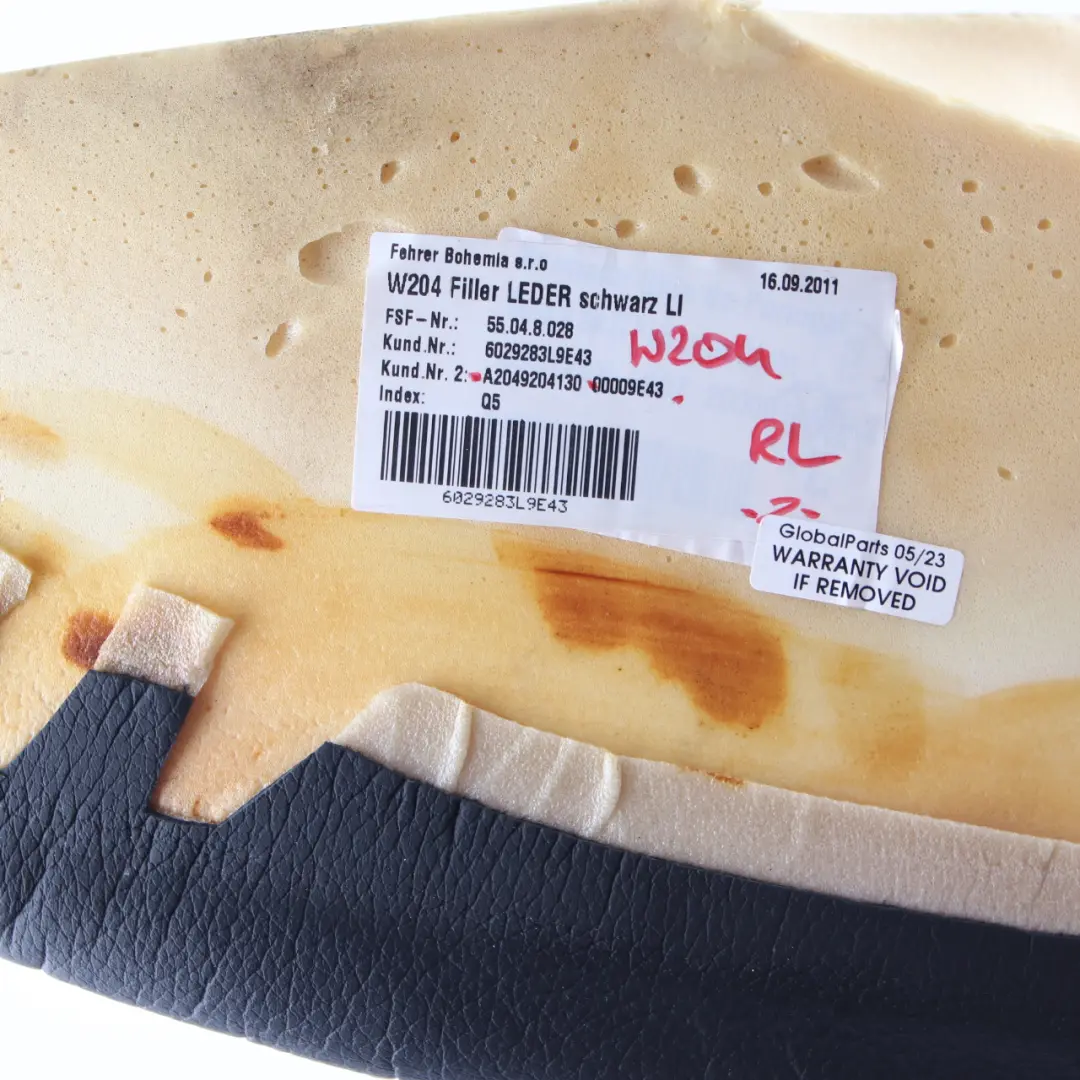 Fehrer Bohemia s.r.o
16.09.2011
W204 Filler LEDER schwarz LI
FSF-Nr.: 55.04.8.028
Kund.Nr.: 6029283L9E43
W204
Kund.Nr. 2: A2049204130 00009E43
Index: Q5
RL
-2-
6029283L9E43
GlobalParts 05/23
WARRANTY VOID
IF REMOVED